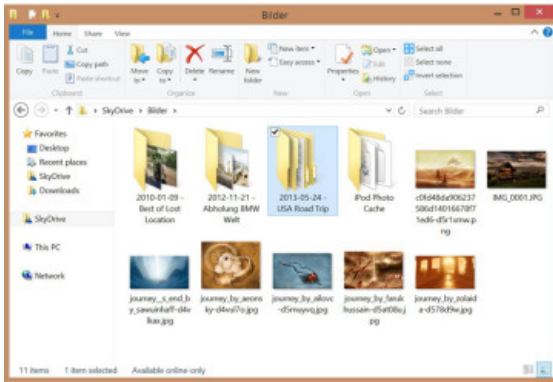 Bilder
File Home Share View
Copy
Paste
Cut
Copy path
Paste shortcut
Move to
Copy to
Delete
Rename
New folder
New item
Easy access
Properties
Open
Edit
History
Select all
Select none
Invert selection
Clipboard Organize New Open Select
SkyDrive Bilder
Search Bilder
Favorites
Desktop
Recent places
SkyDrive
Downloads
SkyDrive
This PC
Network
2010-01-09 -
Best of Lost
Location
2012-11-21 -
Abholung BMW
Welt
2013-05-24 -
USA Road Trip
iPod Photo
Cache
IMG_0001.JPG
journey_by_aeons
journey_by_ailovc
journey_by_faruk
journey_by_zolaid
a-d578d9w.jpg
11 items 1 item selected Available online-only